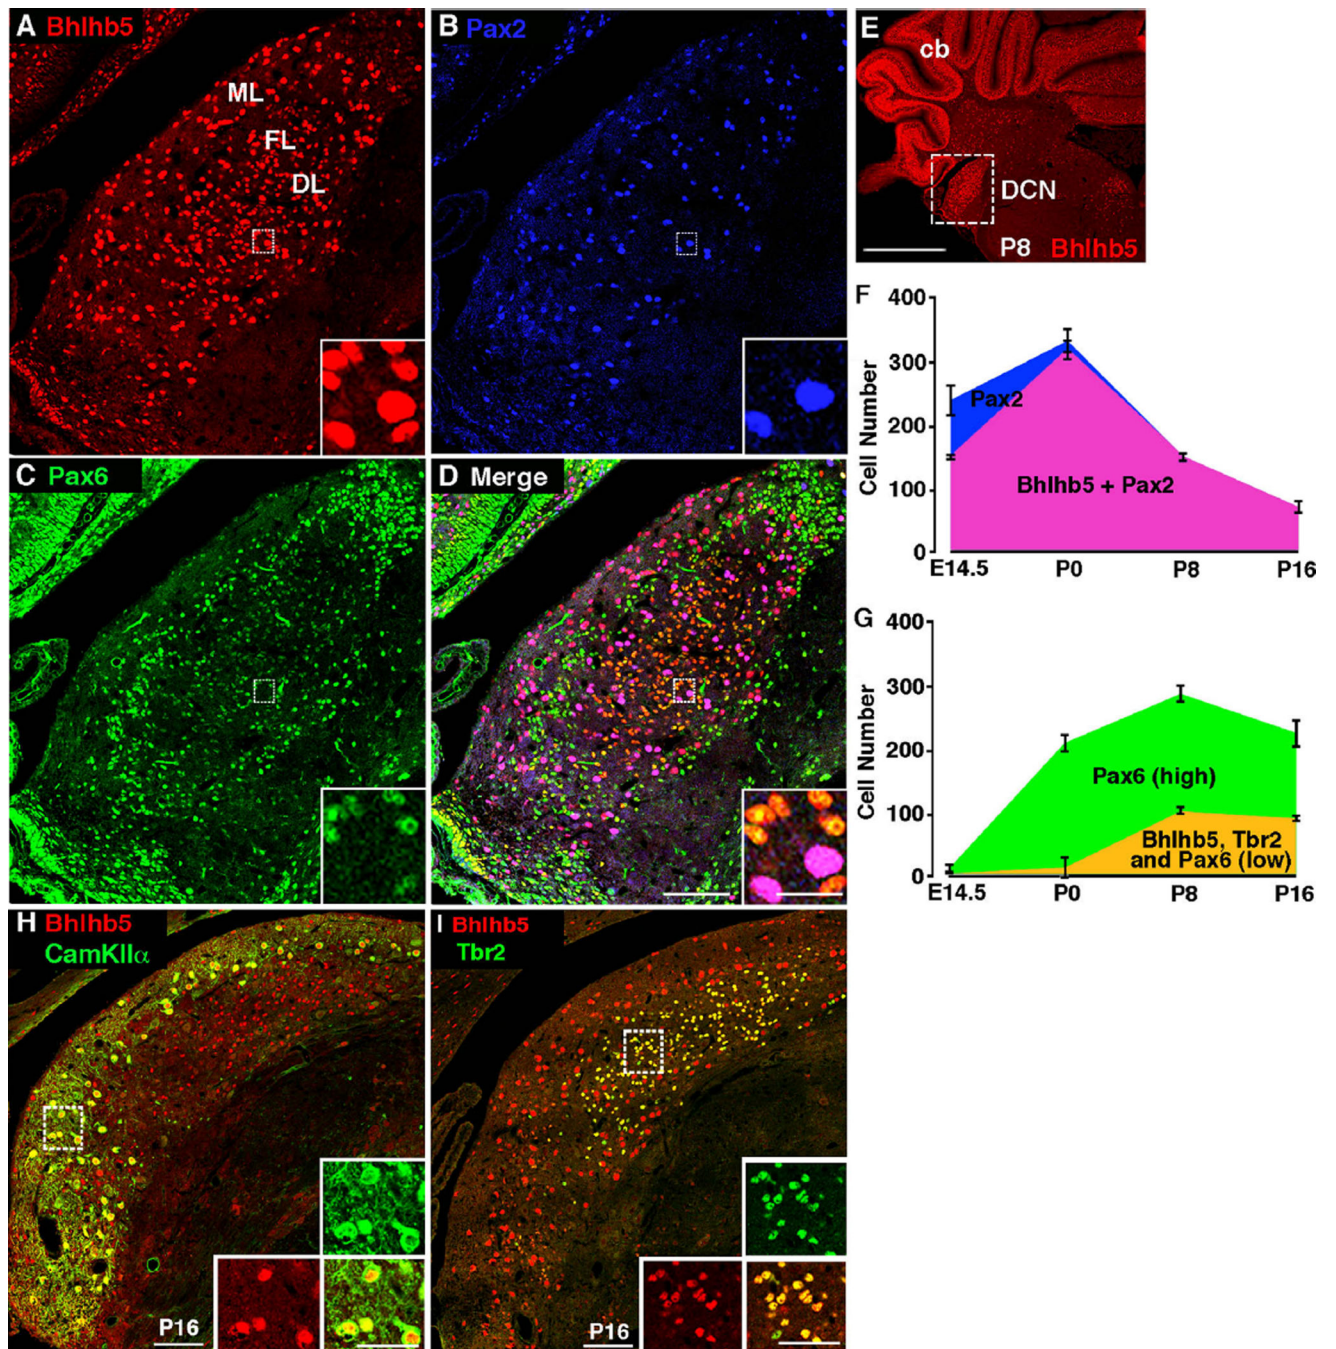 A Bhlhb5
ML
FL
DL
B Pax2
C Pax6
D Merge
E
cb
DCN
P8 Bhlhb5
F
400
300
200
100
0
Cell Number
Pax2
Bhlhb5 + Pax2
E14.5 P0 P8 P16
G
400
300
200
100
0
Cell Number
Pax6 (high)
Bhlhb5, Tbr2
and Pax6 (low)
E14.5 P0 P8 P16
H Bhlhb5
CamKIIα
P16
I Bhlhb5
Tbr2
P16